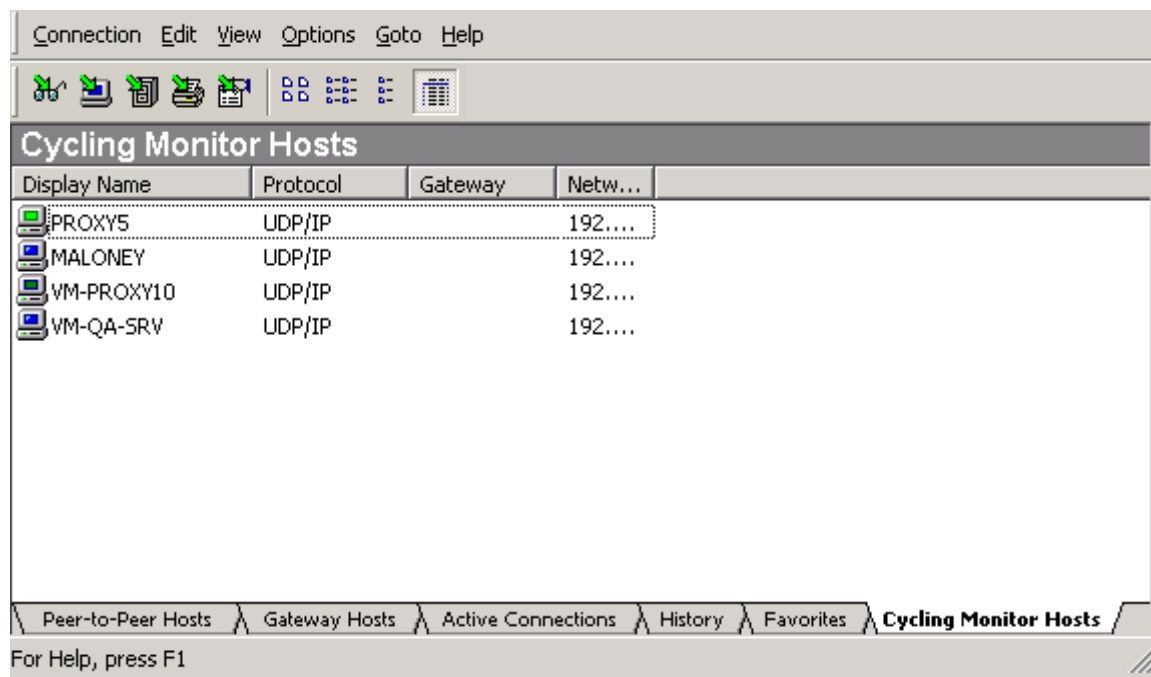 Connection Edit View Options Goto Help
Cycling Monitor Hosts
Display Name Protocol Gateway Netw...
PROXY5 UDP/IP 192....
MALONEY UDP/IP 192....
VM-PROXY10 UDP/IP 192....
VM-QA-SRV UDP/IP 192....
Peer-to-Peer Hosts Gateway Hosts Active Connections History Favorites Cycling Monitor Hosts
For Help, press F1